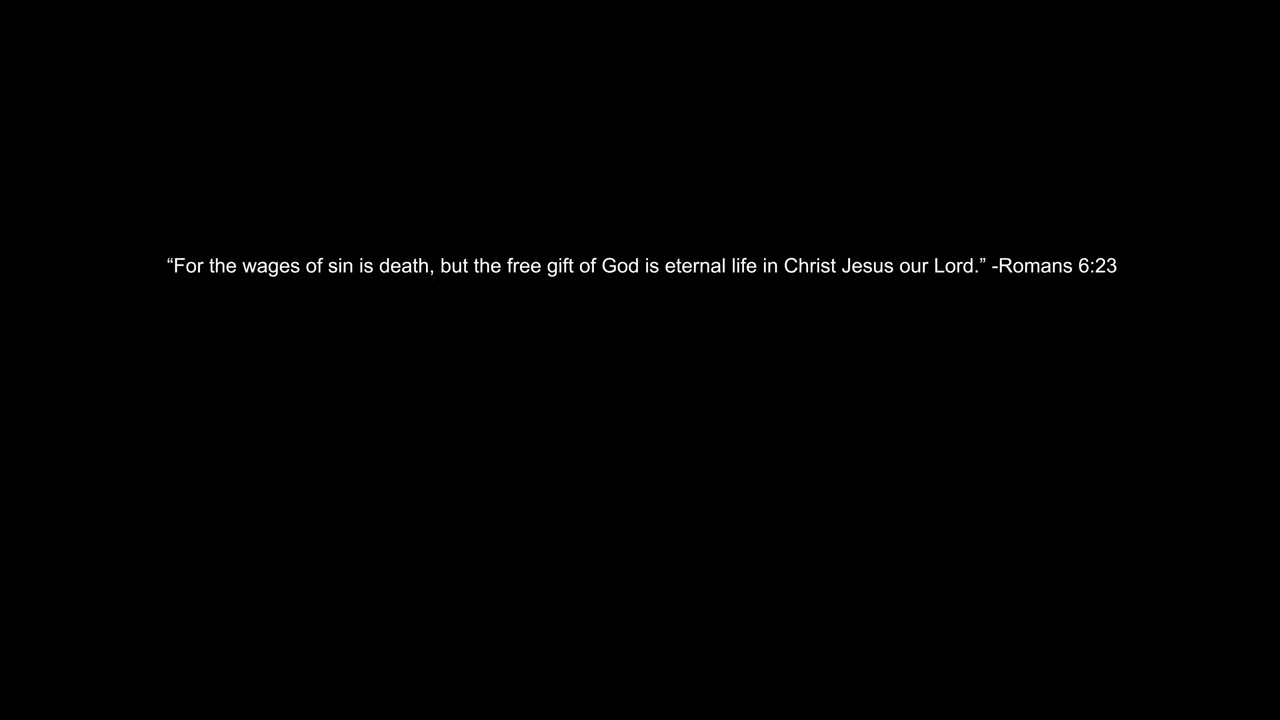 “For the wages of sin is death, but the free gift of God is eternal life in Christ Jesus our Lord.” -Romans 6:23